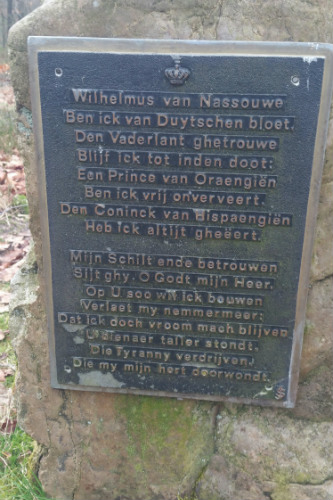 Wilhelmus van Nassouwe
Ben ick van Duytschen bloet,
Den Vaderlant ghetrouwe
Blijf ick tot inden doot:
Een Prince van Oraengiën
Ben ick vrij onverveert.
Den Coninck van Hispaengiën
Heb ick altijt gheëert.
Mijn Schilt ende betrouwen
Sijt ghy, O Godt mijn Heer.
Op U soo wil ick bouwen
Verlaet my nemmermeer:
Dat ick doch vroom mach blijven
U dienaer taller stondt.
Die Tyranny verdrijven,
Die my mijn hert doorwondt.